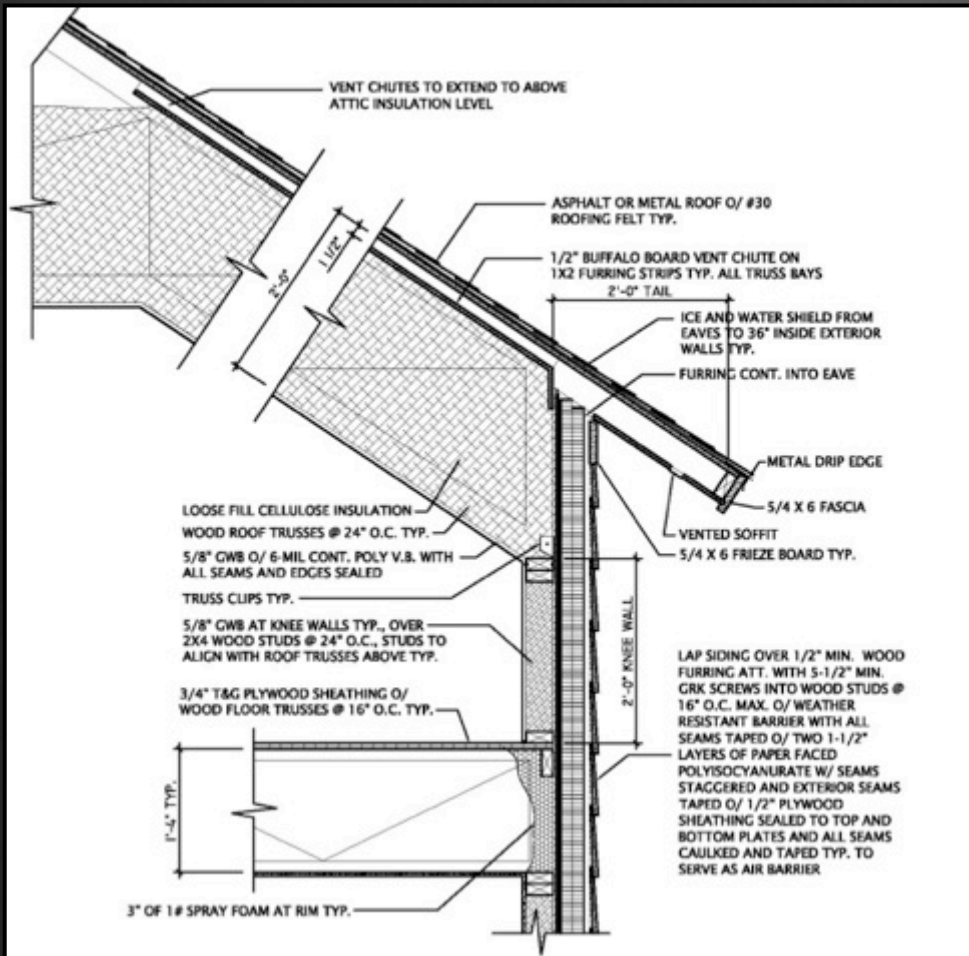 VENT CHUTES TO EXTEND TO ABOVE
ATTIC INSULATION LEVEL
ASPHALT OR METAL ROOF O/ #30
ROOFING FELT TYP.
1 1/2"
2'-0"
1/2" BUFFALO BOARD VENT CHUTE ON
1X2 FURRING STRIPS TYP. ALL TRUSS BAYS
2'-0" TAIL
ICE AND WATER SHIELD FROM
EAVES TO 36" INSIDE EXTERIOR
WALLS TYP.
FURRING CONT. INTO EAVE
METAL DRIP EDGE
5/4 X 6 FASCIA
VENTED SOFFIT
5/4 X 6 FRIEZE BOARD TYP.
LOOSE FILL CELLULOSE INSULATION
WOOD ROOF TRUSSES @ 24" O.C. TYP.
5/8" GWB O/ 6-MIL CONT. POLY V.B. WITH
ALL SEAMS AND EDGES SEALED
TRUSS CLIPS TYP.
5/8" GWB AT KNEE WALLS TYP., OVER
2X4 WOOD STUDS @ 24" O.C., STUDS TO
ALIGN WITH ROOF TRUSSES ABOVE TYP.
2'-0" KNEE WALL
3/4" T&G PLYWOOD SHEATHING O/
WOOD FLOOR TRUSSES @ 16" O.C. TYP.
LAP SIDING OVER 1/2" MIN. WOOD
FURRING ATT. WITH 5-1/2" MIN.
GRK SCREWS INTO WOOD STUDS @
16" O.C. MAX. O/ WEATHER
RESISTANT BARRIER WITH ALL
SEAMS TAPED O/ TWO 1-1/2"
LAYERS OF PAPER FACED
POLYISOCYANURATE W/ SEAMS
STAGGERED AND EXTERIOR SEAMS
TAPED O/ 1/2" PLYWOOD
SHEATHING SEALED TO TOP AND
BOTTOM PLATES AND ALL SEAMS
CAULKED AND TAPED TYP. TO
SERVE AS AIR BARRIER
1'-4" TYP.
3" OF 1# SPRAY FOAM AT RIM TYP.